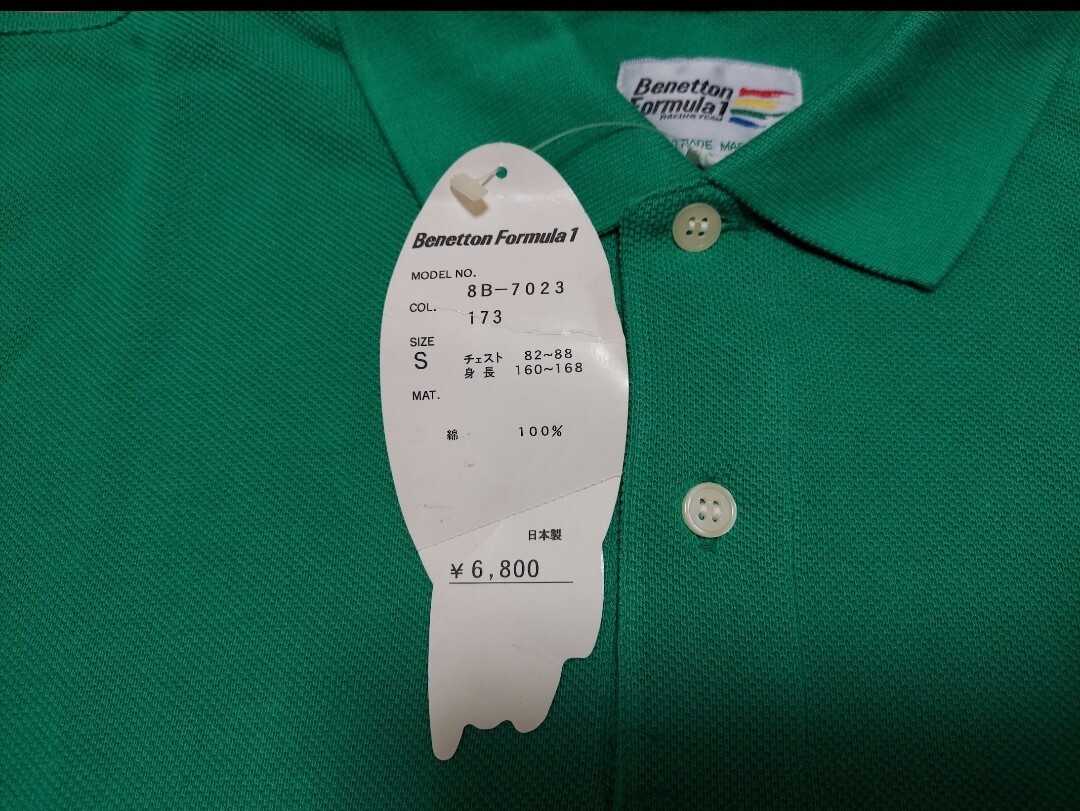 Benetton
Formula 1
RACING TEAM
TRADE
Benetton Formula 1
MODEL NO.
8B-7023
COL.
173
SIZE
S
チェスト 82~88
身長 160~168
MAT.
綿 100%
日本製
¥6,800